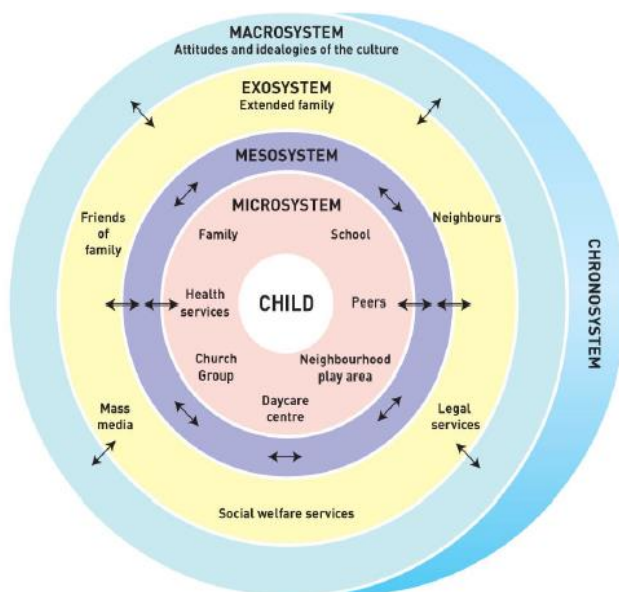 MACROSYSTEM
Attitudes and idealogies of the culture
EXOSYSTEM
Extended family
MESOSYSTEM
MICROSYSTEM
Friends
of
family
Family
School
Neighbours
Health
services
CHILD
Peers
Church
Group
Neighbourhood
play area
Daycare
centre
Mass
media
Legal
services
Social welfare services
CHRONOSYSTEM